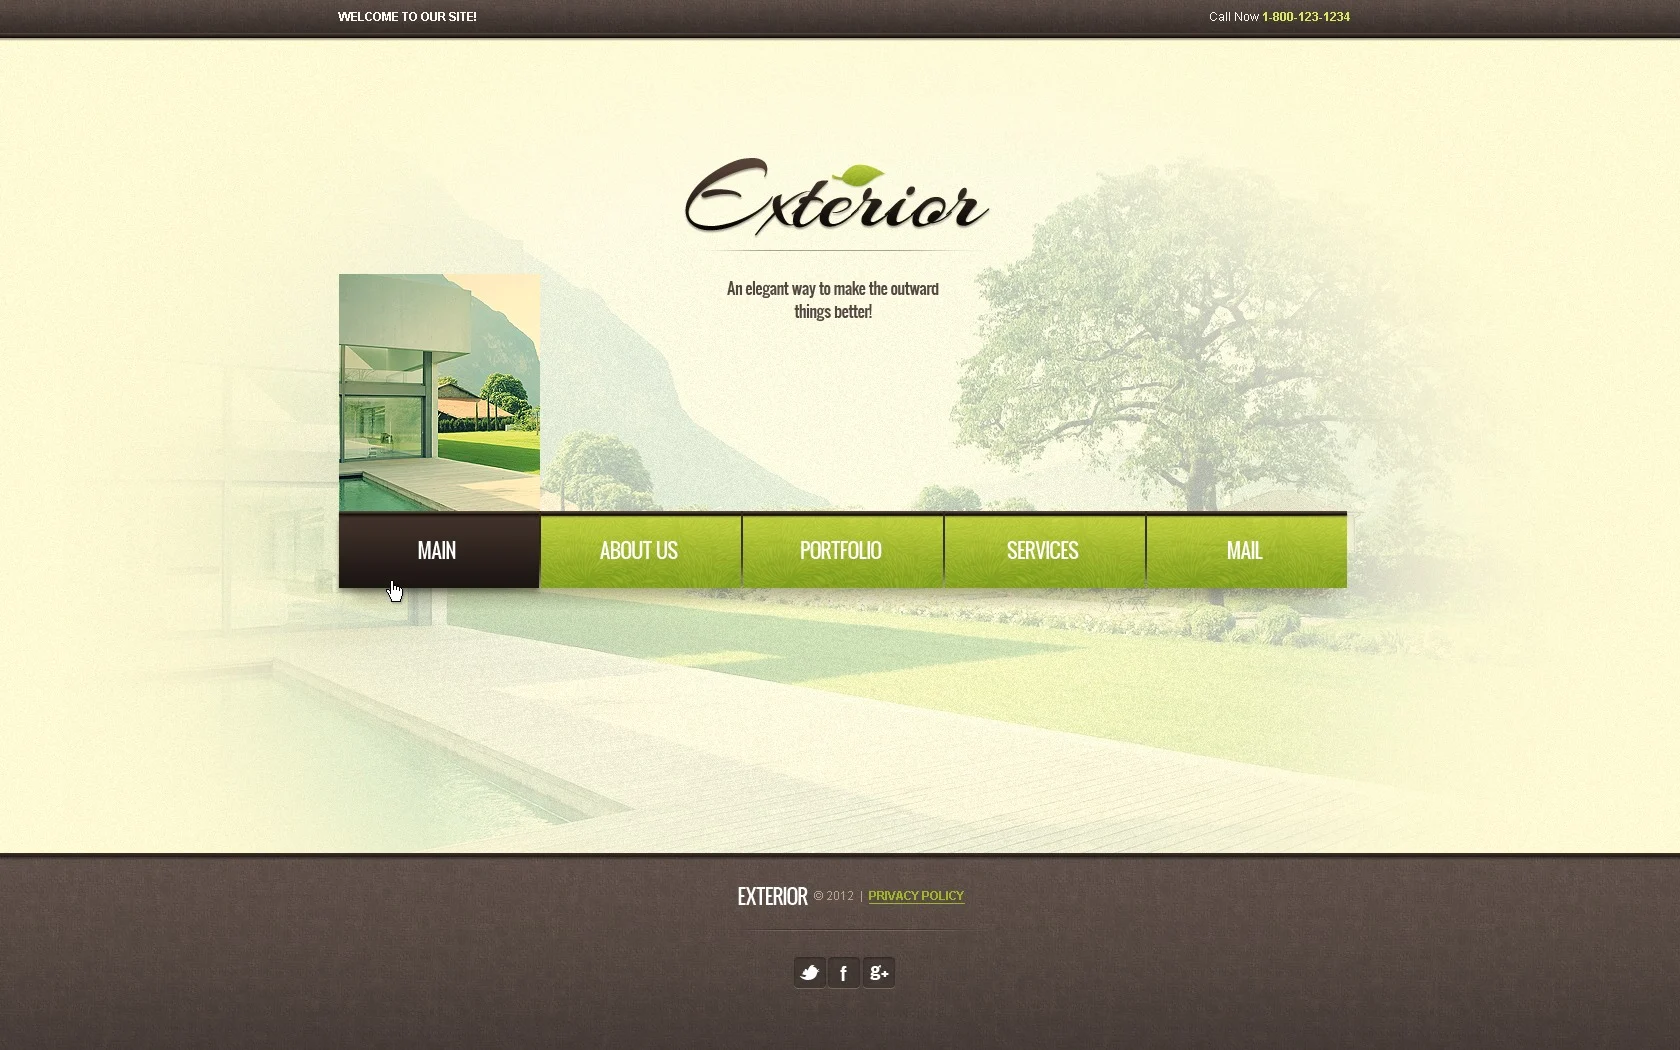 WELCOME TO OUR SITE!
Call Now 1-800-123-1234
Exterior
An elegant way to make the outward
things better!
MAIN
ABOUT US
PORTFOLIO
SERVICES
MAIL
EXTERIOR © 2012 | PRIVACY POLICY
f
g+